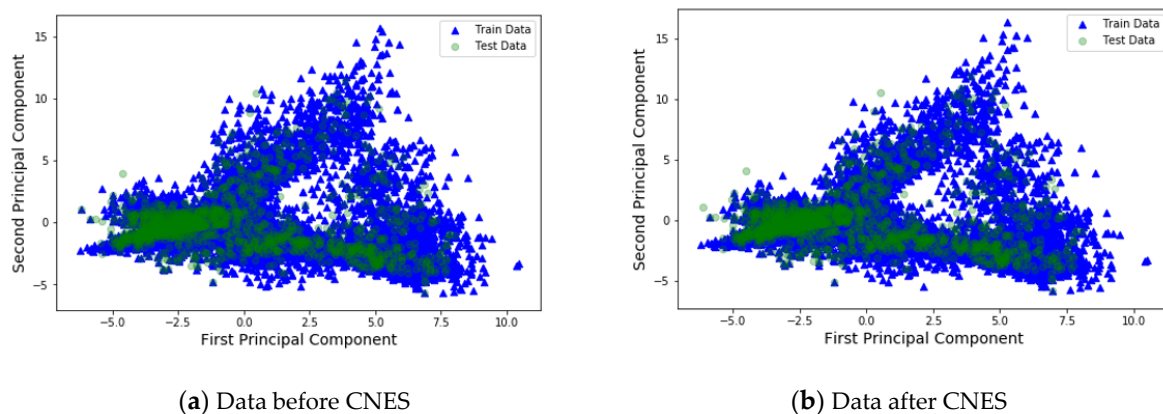 Train Data
Test Data
15
10
5
0
−5
Second Principal Component
−5.0 −2.5 0.0 2.5 5.0 7.5 10.0
First Principal Component
(a) Data before CNES
Train Data
Test Data
15
10
5
0
−5
Second Principal Component
−5.0 −2.5 0.0 2.5 5.0 7.5 10.0
First Principal Component
(b) Data after CNES